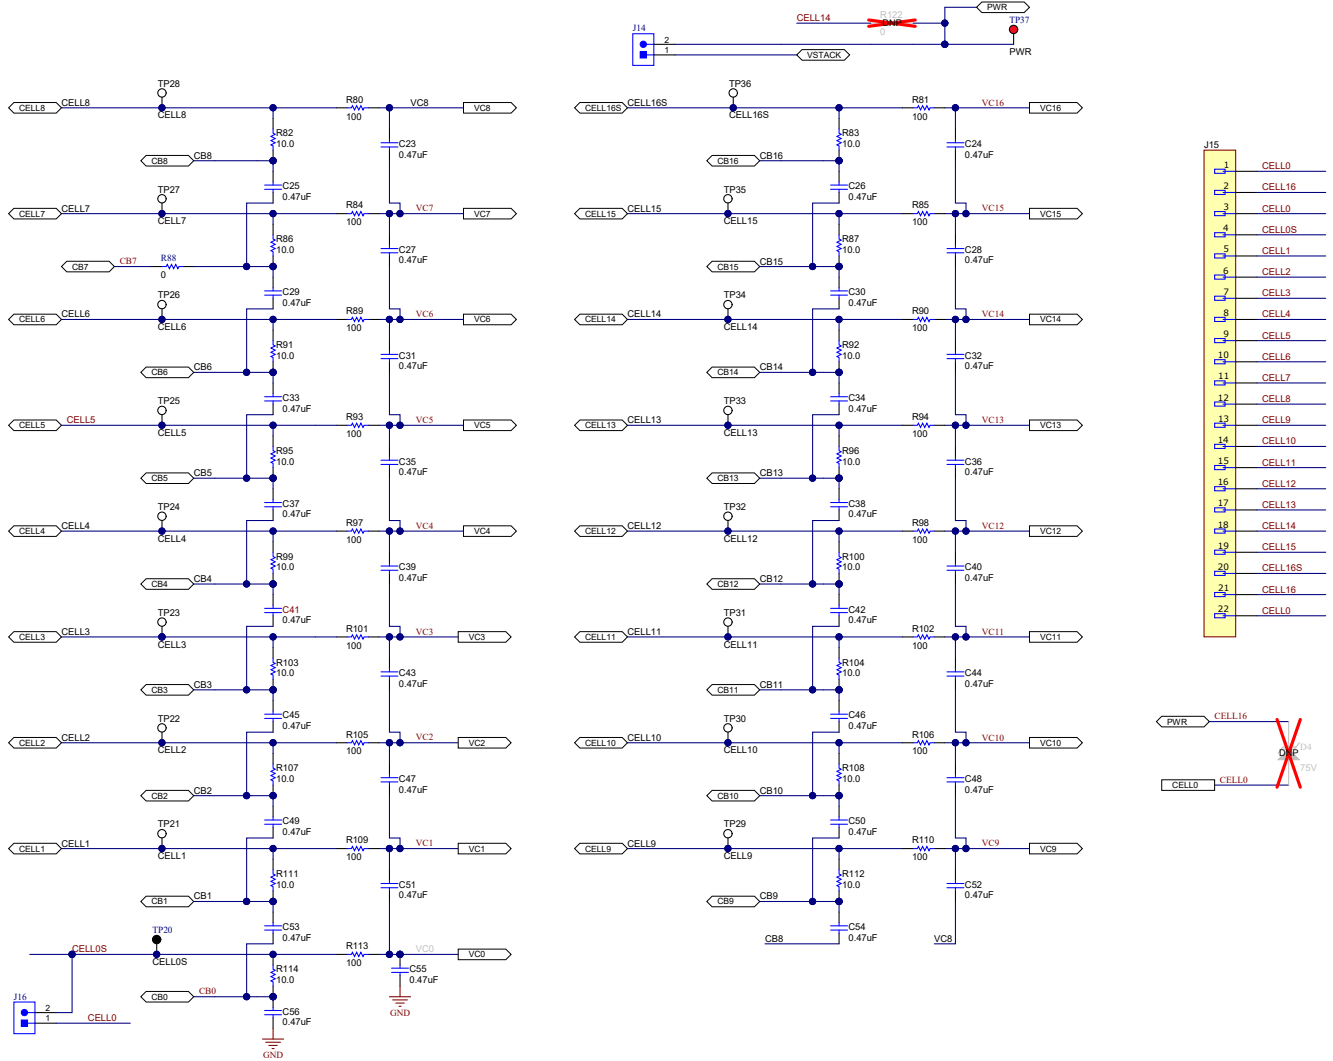 PWR
R122
CELL14
DNP
0
TP37
J14
2
1
VSTACK
PWR
TP28
CELL8 CELL8 CELL8 R80 100 VC8 VC8
R82 10.0 C23 0.47uF
CB8 CB8
TP27 C25 0.47uF
CELL7 CELL7 CELL7 R84 100 VC7 VC7
R86 10.0 C27 0.47uF
CB7 CB7 R88 0
TP26 C29 0.47uF
CELL6 CELL6 CELL6 R89 100 VC6 VC6
R91 10.0 C31 0.47uF
CB6 CB6
TP25 C33 0.47uF
CELL5 CELL5 CELL5 R93 100 VC5 VC5
R95 10.0 C35 0.47uF
CB5 CB5
TP24 C37 0.47uF
CELL4 CELL4 CELL4 R97 100 VC4 VC4
R99 10.0 C39 0.47uF
CB4 CB4
TP23 C41 0.47uF
CELL3 CELL3 CELL3 R101 100 VC3 VC3
R103 10.0 C43 0.47uF
CB3 CB3
TP22 C45 0.47uF
CELL2 CELL2 CELL2 R105 100 VC2 VC2
R107 10.0 C47 0.47uF
CB2 CB2
TP21 C49 0.47uF
CELL1 CELL1 CELL1 R109 100 VC1 VC1
R111 10.0 C51 0.47uF
CB1 CB1
TP20 C53 0.47uF
CELL0S CELL0S R113 100 VC0 VC0
R114 10.0 C55 0.47uF
CB0 CB0
GND
C56 0.47uF
GND
J16
2
1 CELL0
TP36
CELL16S CELL16S CELL16S R81 100 VC16 VC16
R83 10.0 C24 0.47uF
CB16 CB16
TP35 C26 0.47uF
CELL15 CELL15 CELL15 R85 100 VC15 VC15
R87 10.0 C28 0.47uF
CB15 CB15
TP34 C30 0.47uF
CELL14 CELL14 CELL14 R90 100 VC14 VC14
R92 10.0 C32 0.47uF
CB14 CB14
TP33 C34 0.47uF
CELL13 CELL13 CELL13 R94 100 VC13 VC13
R96 10.0 C36 0.47uF
CB13 CB13
TP32 C38 0.47uF
CELL12 CELL12 CELL12 R98 100 VC12 VC12
R100 10.0 C40 0.47uF
CB12 CB12
TP31 C42 0.47uF
CELL11 CELL11 CELL11 R102 100 VC11 VC11
R104 10.0 C44 0.47uF
CB11 CB11
TP30 C46 0.47uF
CELL10 CELL10 CELL10 R106 100 VC10 VC10
R108 10.0 C48 0.47uF
CB10 CB10
TP29 C50 0.47uF
CELL9 CELL9 CELL9 R110 100 VC9 VC9
R112 10.0 C52 0.47uF
CB9 CB9
C54 0.47uF
CB8 VC8
J15
1 CELL0
2 CELL16
3 CELL0
4 CELL0S
5 CELL1
6 CELL2
7 CELL3
8 CELL4
9 CELL5
10 CELL6
11 CELL7
12 CELL8
13 CELL9
14 CELL10
15 CELL11
16 CELL12
17 CELL13
18 CELL14
19 CELL15
20 CELL16S
21 CELL16
22 CELL0
PWR CELL16
DNP D4
75V
CELL0 CELL0